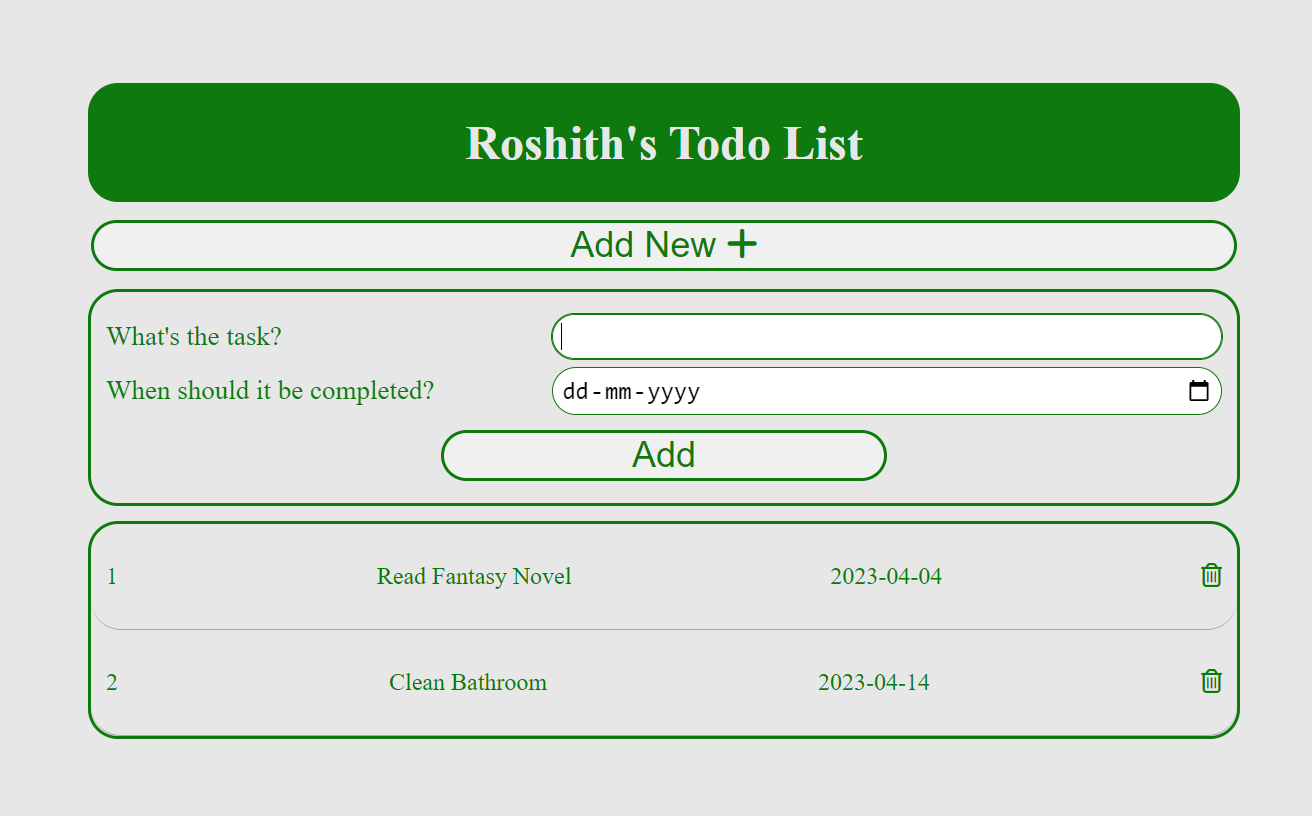 Roshith's Todo List
Add New +
What's the task?
When should it be completed? dd-mm-yyyy
Add
1 Read Fantasy Novel 2023-04-04
2 Clean Bathroom 2023-04-14